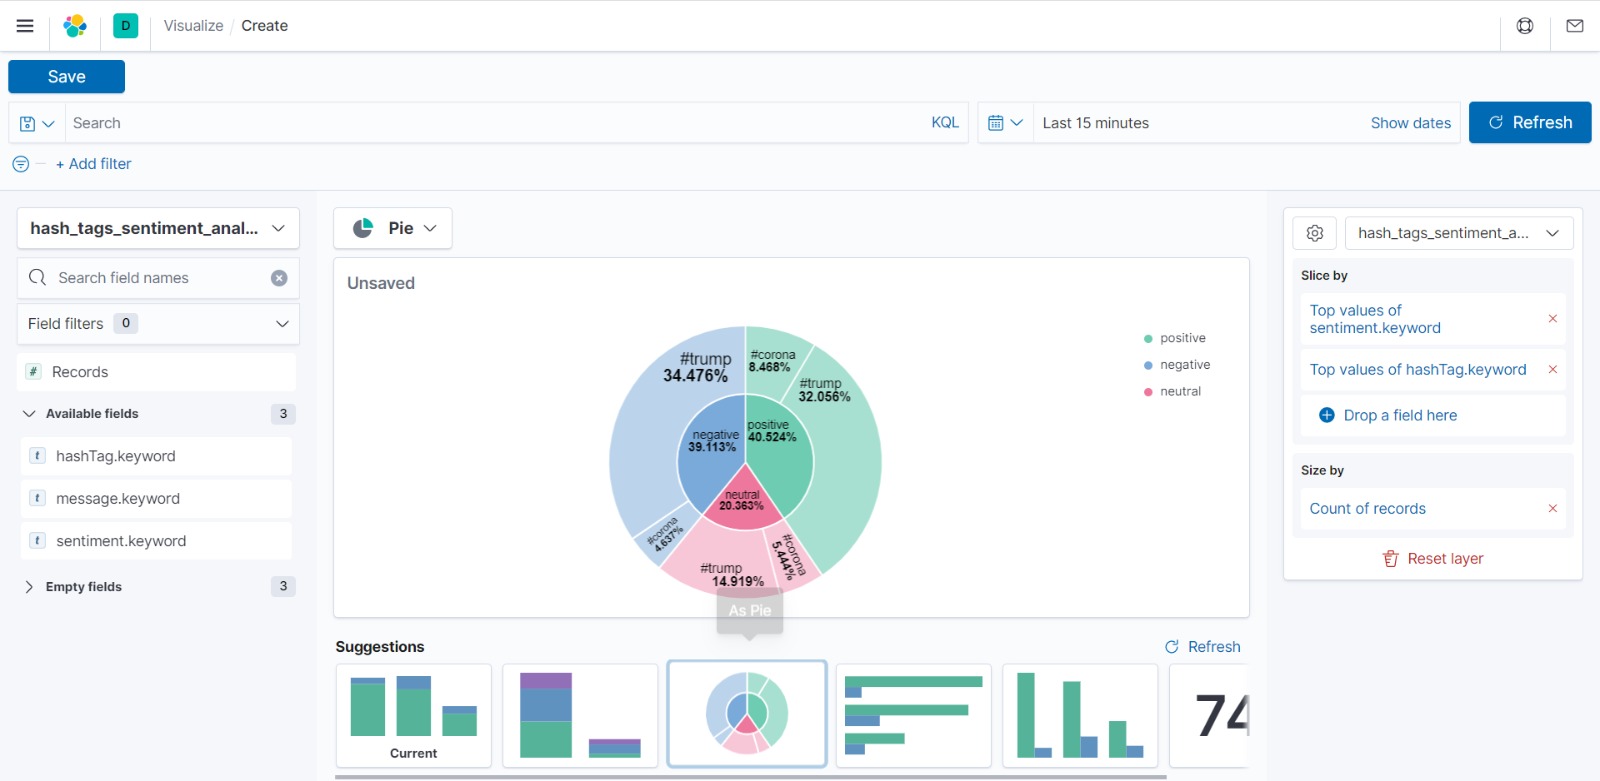 D
Visualize / Create
Save
Search
KQL
Last 15 minutes
Show dates
Refresh
+ Add filter
hash_tags_sentiment_anal...
Search field names
Field filters 0
# Records
Available fields 3
t hashTag.keyword
t message.keyword
t sentiment.keyword
Empty fields 3
Pie
Unsaved
#trump
34.476%
#corona
8.468%
#trump
32.056%
negative
39.113%
positive
40.524%
neutral
20.363%
#corona
4.637%
#trump
14.919%
#corona
5.444%
positive
negative
neutral
As Pie
Suggestions
Refresh
Current
74
hash_tags_sentiment_a...
Slice by
Top values of
sentiment.keyword
Top values of hashTag.keyword
Drop a field here
Size by
Count of records
Reset layer